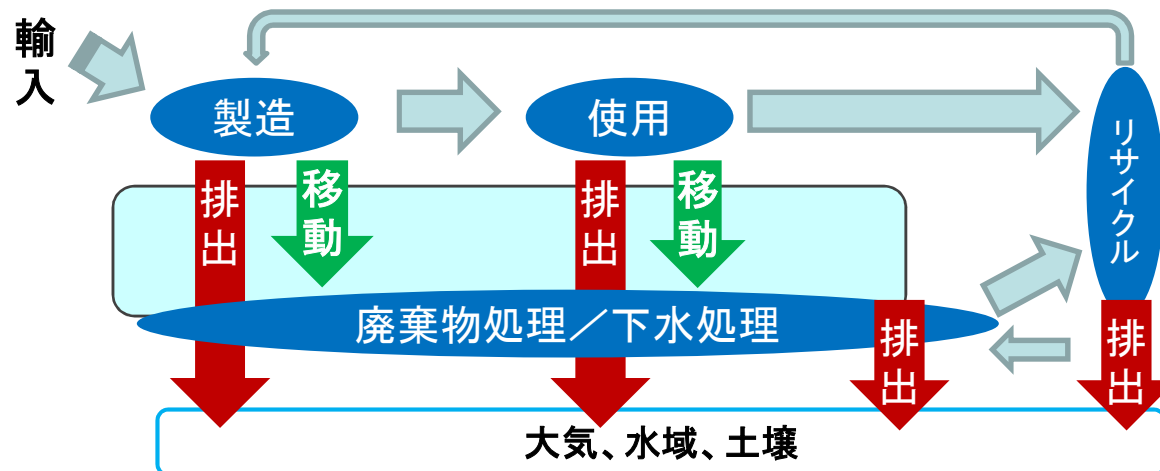 輸入
製造
使用
リサイクル
排出
移動
排出
移動
廃棄物処理／下水処理
排出
排出
大気、水域、土壌